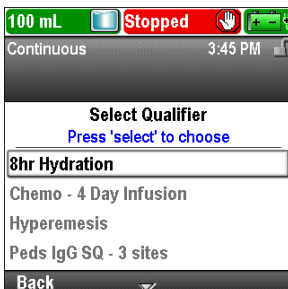 100 mL Stopped
Continuous 3:45 PM
Select Qualifier
Press 'select' to choose
8hr Hydration
Chemo - 4 Day Infusion
Hyperemesis
Peds IgG SQ - 3 sites
Back